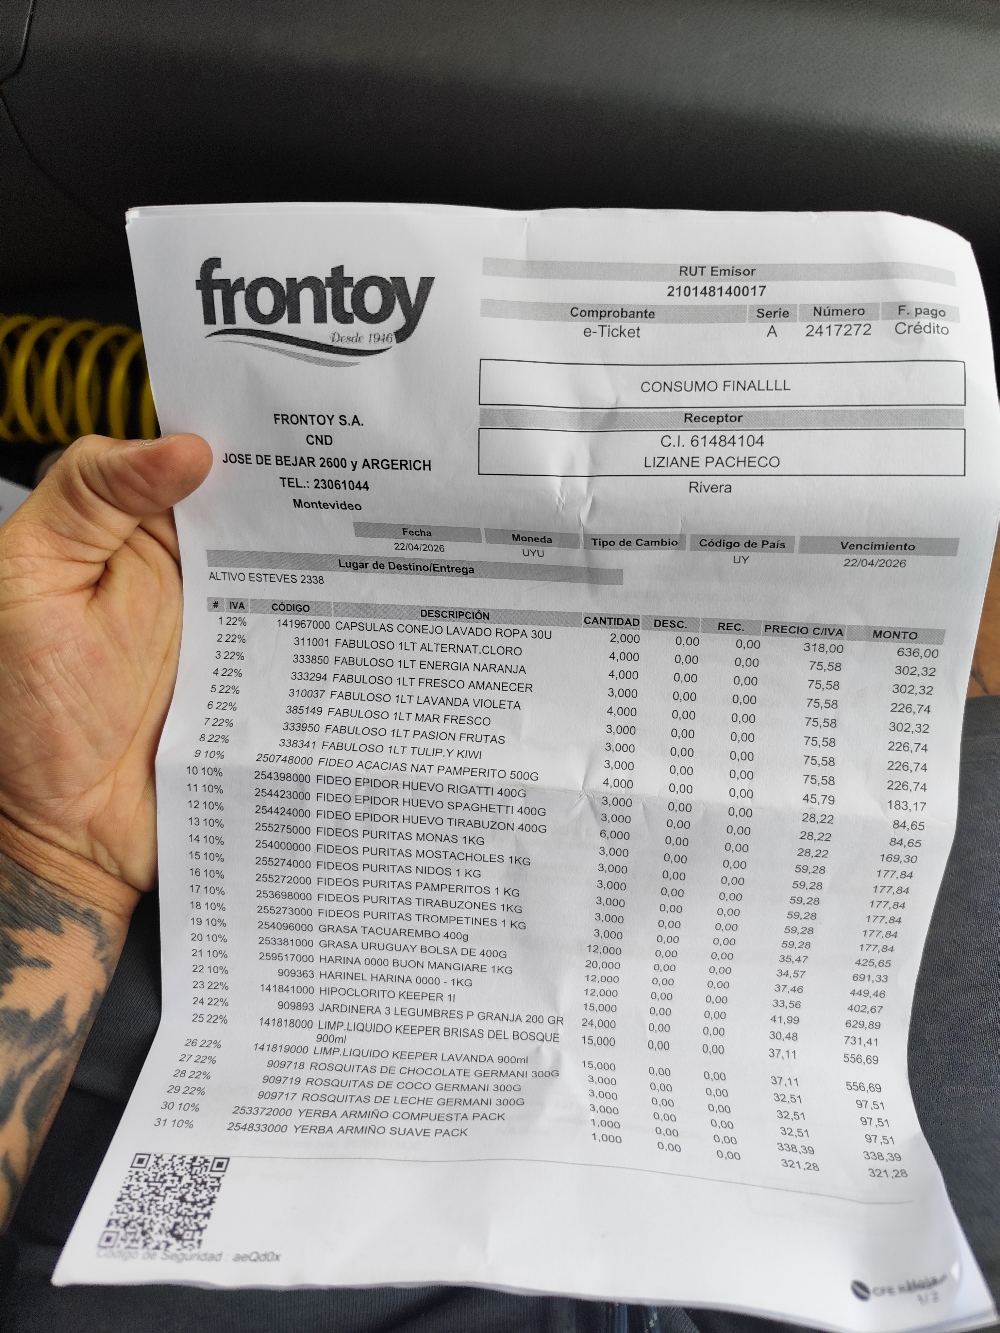 frontoy
Desde 1946
FRONTOY S.A.
CND
JOSE DE BEJAR 2600 y ARGERICH
TEL.: 23061044
Montevideo
RUT Emisor
210148140017
Comprobante Serie Número F. pago
e-Ticket A 2417272 Crédito
CONSUMO FINALLLL
Receptor
C.I. 61484104
LIZIANE PACHECO
Rivera
Fecha Moneda Tipo de Cambio Código de País Vencimiento
22/04/2026 UYU UY 22/04/2026
Lugar de Destino/Entrega
ALTIVO ESTEVES 2338
# IVA CÓDIGO DESCRIPCIÓN CANTIDAD DESC. REC. PRECIO C/IVA MONTO
1 22% 141967000 CAPSULAS CONEJO LAVADO ROPA 30U 2,000 0,00 0,00 318,00 636,00
2 22% 311001 FABULOSO 1LT ALTERNAT.CLORO 4,000 0,00 0,00 75,58 302,32
3 22% 333850 FABULOSO 1LT ENERGIA NARANJA 4,000 0,00 0,00 75,58 302,32
4 22% 333294 FABULOSO 1LT FRESCO AMANECER 3,000 0,00 0,00 75,58 226,74
5 22% 310037 FABULOSO 1LT LAVANDA VIOLETA 4,000 0,00 0,00 75,58 302,32
6 22% 385149 FABULOSO 1LT MAR FRESCO 3,000 0,00 0,00 75,58 226,74
7 22% 333950 FABULOSO 1LT PASION FRUTAS 3,000 0,00 0,00 75,58 226,74
8 22% 338341 FABULOSO 1LT TULIP.Y KIWI 3,000 0,00 0,00 75,58 226,74
9 10% 250748000 FIDEO ACACIAS NAT PAMPERITO 500G 4,000 0,00 0,00 45,79 183,17
10 10% 254398000 FIDEO EPIDOR HUEVO RIGATTI 400G 3,000 0,00 0,00 28,22 84,65
11 10% 254423000 FIDEO EPIDOR HUEVO SPAGHETTI 400G 3,000 0,00 0,00 28,22 84,65
12 10% 254424000 FIDEO EPIDOR HUEVO TIRABUZON 400G 6,000 0,00 0,00 28,22 169,30
13 10% 255275000 FIDEOS PURITAS MONAS 1KG 3,000 0,00 0,00 59,28 177,84
14 10% 254000000 FIDEOS PURITAS MOSTACHOLES 1KG 3,000 0,00 0,00 59,28 177,84
15 10% 255274000 FIDEOS PURITAS NIDOS 1 KG 3,000 0,00 0,00 59,28 177,84
16 10% 255272000 FIDEOS PURITAS PAMPERITOS 1 KG 3,000 0,00 0,00 59,28 177,84
17 10% 253698000 FIDEOS PURITAS TIRABUZONES 1KG 3,000 0,00 0,00 59,28 177,84
18 10% 255273000 FIDEOS PURITAS TROMPETINES 1 KG 3,000 0,00 0,00 59,28 177,84
19 10% 254096000 GRASA TACUAREMBO 400g 12,000 0,00 0,00 35,47 425,65
20 10% 253381000 GRASA URUGUAY BOLSA DE 400G 20,000 0,00 0,00 34,57 691,33
21 10% 259517000 HARINA 0000 BUON MANGIARE 1KG 12,000 0,00 0,00 37,46 449,46
22 10% 909363 HARINEL HARINA 0000 - 1KG 12,000 0,00 0,00 33,56 402,67
23 22% 141841000 HIPOCLORITO KEEPER 1l 15,000 0,00 0,00 41,99 629,89
24 22% 909893 JARDINERA 3 LEGUMBRES P GRANJA 200 GR 24,000 0,00 0,00 30,48 731,41
25 22% 141818000 LIMP.LIQUIDO KEEPER BRISAS DEL BOSQUE 15,000 0,00 0,00 37,11 556,69
900ml
26 22% 141819000 LIMP.LIQUIDO KEEPER LAVANDA 900ml 15,000 0,00 0,00 37,11 556,69
27 22% 909718 ROSQUITAS DE CHOCOLATE GERMANI 300G 3,000 0,00 0,00 32,51 97,51
28 22% 909719 ROSQUITAS DE COCO GERMANI 300G 3,000 0,00 0,00 32,51 97,51
29 22% 909717 ROSQUITAS DE LECHE GERMANI 300G 3,000 0,00 0,00 32,51 97,51
30 10% 253372000 YERBA ARMIÑO COMPUESTA PACK 1,000 0,00 0,00 338,39 338,39
31 10% 254833000 YERBA ARMIÑO SUAVE PACK 1,000 0,00 0,00 321,28 321,28
Código de Seguridad : aeQd0x
CFE
1/2